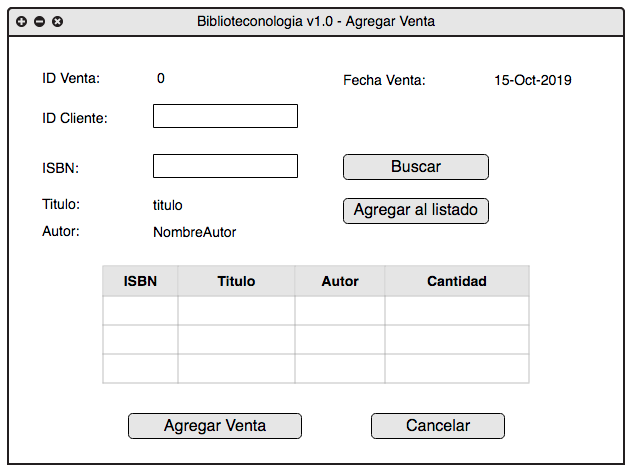 Biblioteconologia v1.0 - Agregar Venta
ID Venta: 0 Fecha Venta: 15-Oct-2019
ID Cliente:
ISBN: Buscar
Titulo: titulo Agregar al listado
Autor: NombreAutor
ISBN Titulo Autor Cantidad
Agregar Venta Cancelar